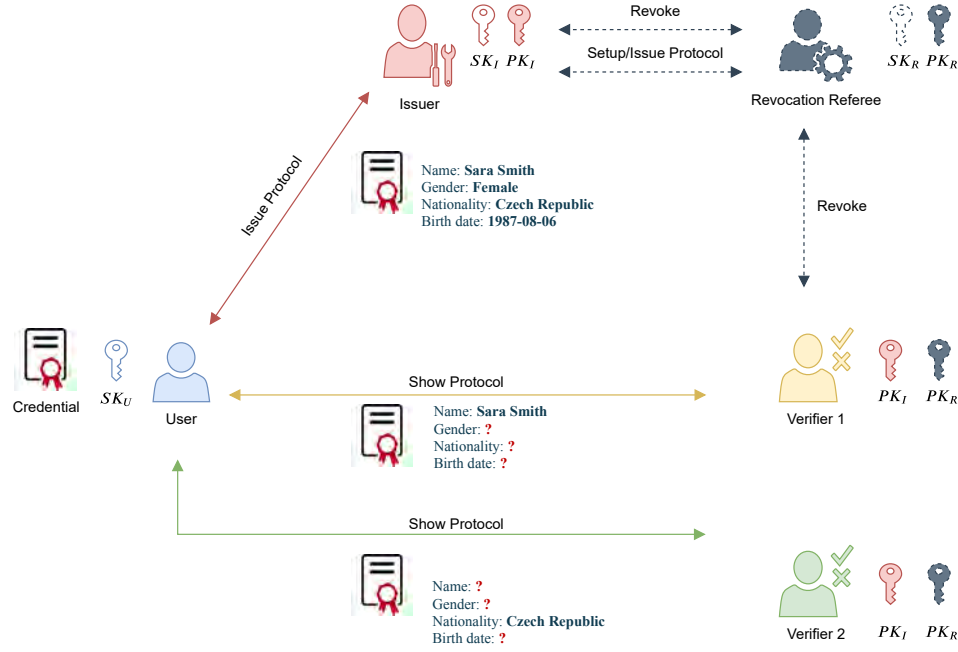 Revoke
Setup/Issue Protocol
SK_I PK_I
SK_R PK_R
Issuer
Revocation Referee
Issue Protocol
Name: Sara Smith
Gender: Female
Nationality: Czech Republic
Birth date: 1987-08-06
Revoke
Credential
SK_U
User
Show Protocol
Name: Sara Smith
Gender: ?
Nationality: ?
Birth date: ?
Verifier 1
PK_I
PK_R
Show Protocol
Name: ?
Gender: ?
Nationality: Czech Republic
Birth date: ?
Verifier 2
PK_I
PK_R